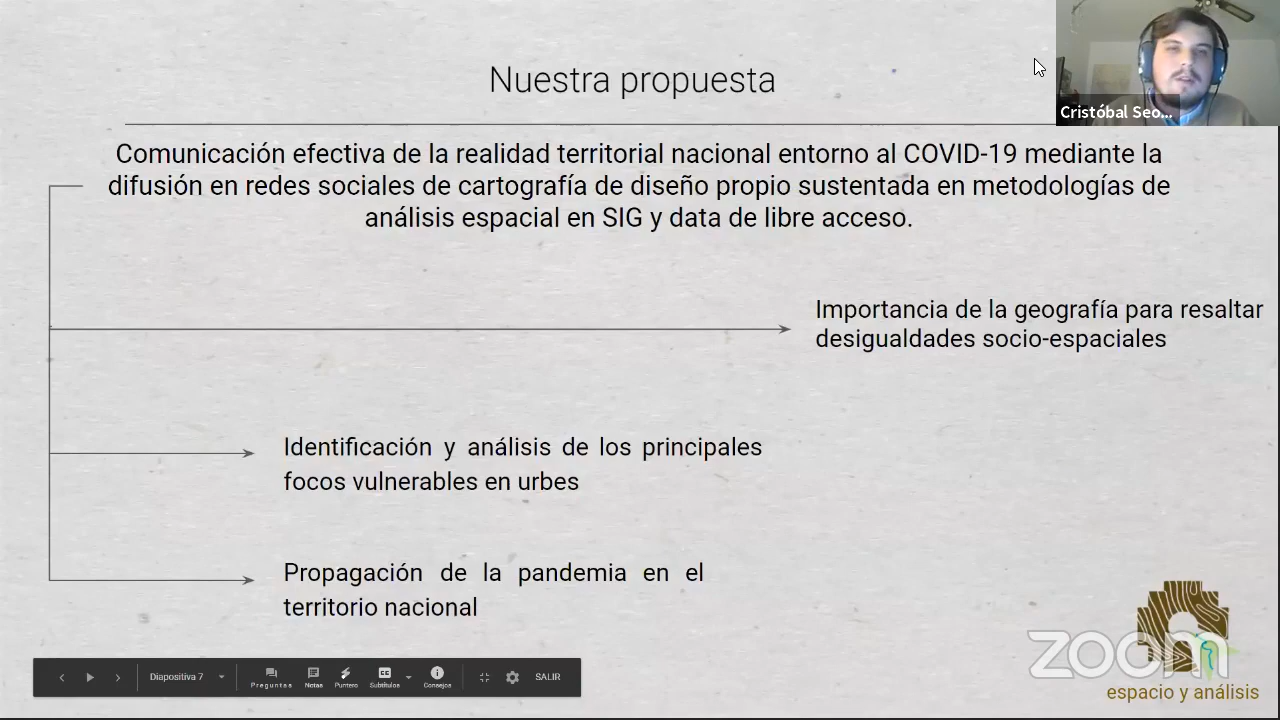 Nuestra propuesta
Cristóbal Seo...
Comunicación efectiva de la realidad territorial nacional entorno al COVID-19 mediante la
difusión en redes sociales de cartografía de diseño propio sustentada en metodologías de
análisis espacial en SIG y data de libre acceso.
Importancia de la geografía para resaltar
desigualdades socio-espaciales
Identificación y análisis de los principales
focos vulnerables en urbes
Propagación de la pandemia en el
territorio nacional
Diapositiva 7
Preguntas
Notas
Puntero
CC
Subtítulos
Consejos
SALIR
zoom
espacio y análisis